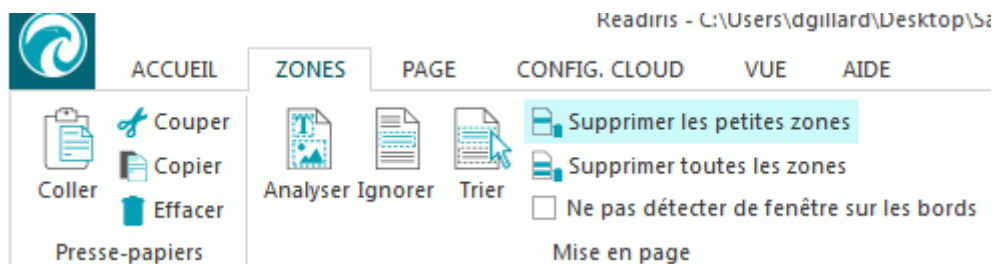 Readiris - C:\Users\dgillard\Desktop\Sa
ACCUEIL ZONES PAGE CONFIG. CLOUD VUE AIDE
Coller
Couper
Copier
Effacer
Presse-papiers
Analyser Ignorer Trier
Supprimer les petites zones
Supprimer toutes les zones
Ne pas détecter de fenêtre sur les bords
Mise en page